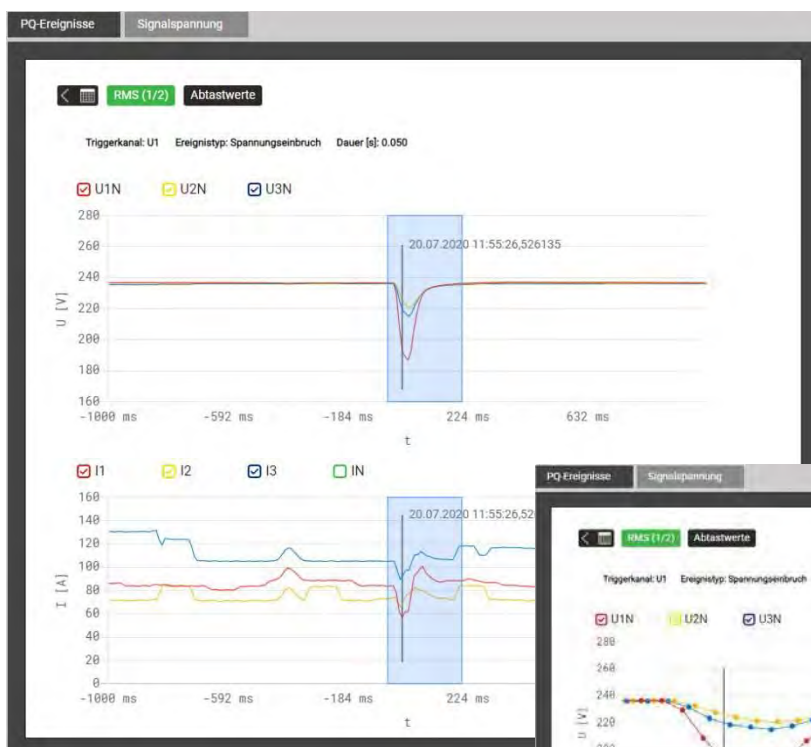 PQ-Ereignisse Signalspannung
RMS (1/2) Abtastwerte
Triggerkanal: U1 Ereignistyp: Spannungseinbruch Dauer [s]: 0.050
U1N U2N U3N
280
260
240
220
200
180
160
U [V]
20.07.2020 11:55:26,526135
-1000 ms -592 ms -184 ms 224 ms 632 ms
t
I1 I2 I3 IN
160
140
120
100
80
60
40
20
0
I [A]
20.07.2020 11:55:26,52
-1000 ms -592 ms -184 ms 224 ms
t
PQ-Ereignisse Signalspannung
RMS (1/2) Abtastwerte
Triggerkanal: U1 Ereignistyp: Spannungseinbruch
U1N U2N U3N
280
260
240
220
U [V]